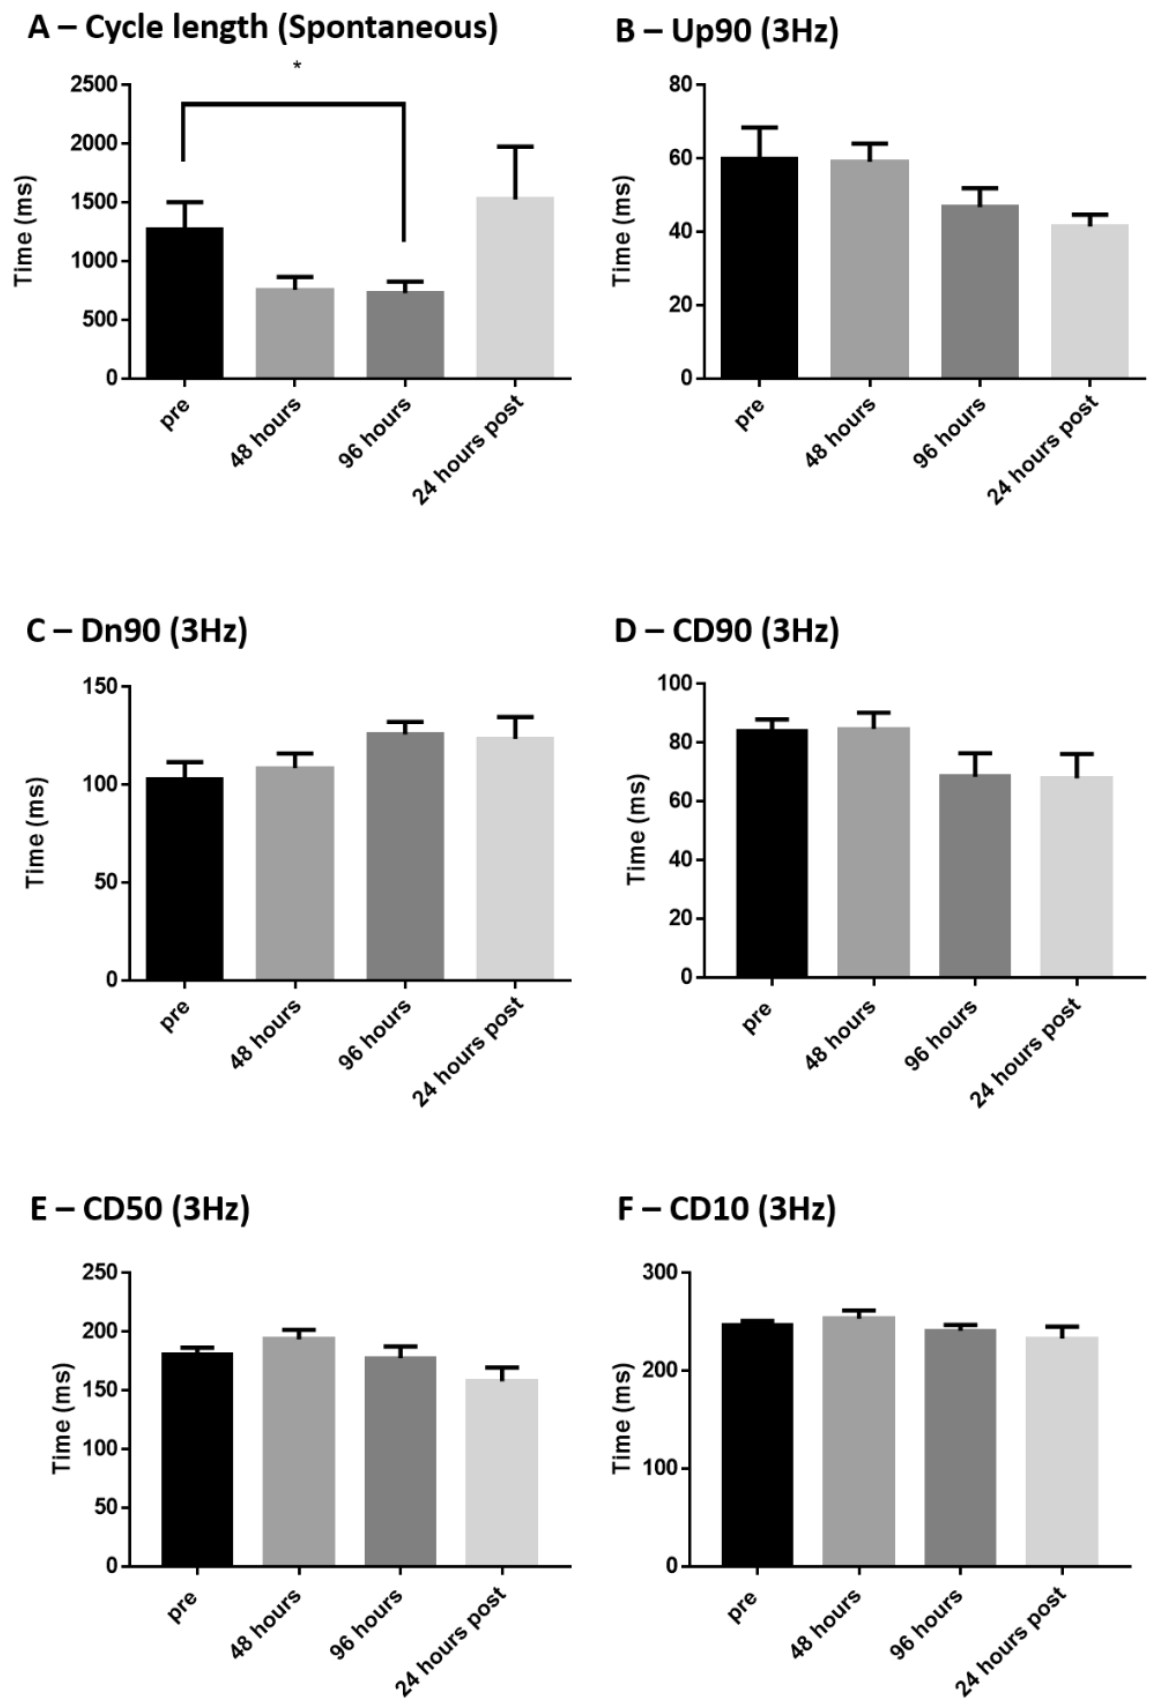 A – Cycle length (Spontaneous)
*
2500
2000
1500
1000
500
0
Time (ms)
pre
48 hours
96 hours
24 hours post
B – Up90 (3Hz)
80
60
40
20
0
Time (ms)
pre
48 hours
96 hours
24 hours post
C – Dn90 (3Hz)
150
100
50
0
Time (ms)
pre
48 hours
96 hours
24 hours post
D – CD90 (3Hz)
100
80
60
40
20
0
Time (ms)
pre
48 hours
96 hours
24 hours post
E – CD50 (3Hz)
250
200
150
100
50
0
Time (ms)
pre
48 hours
96 hours
24 hours post
F – CD10 (3Hz)
300
200
100
0
Time (ms)
pre
48 hours
96 hours
24 hours post